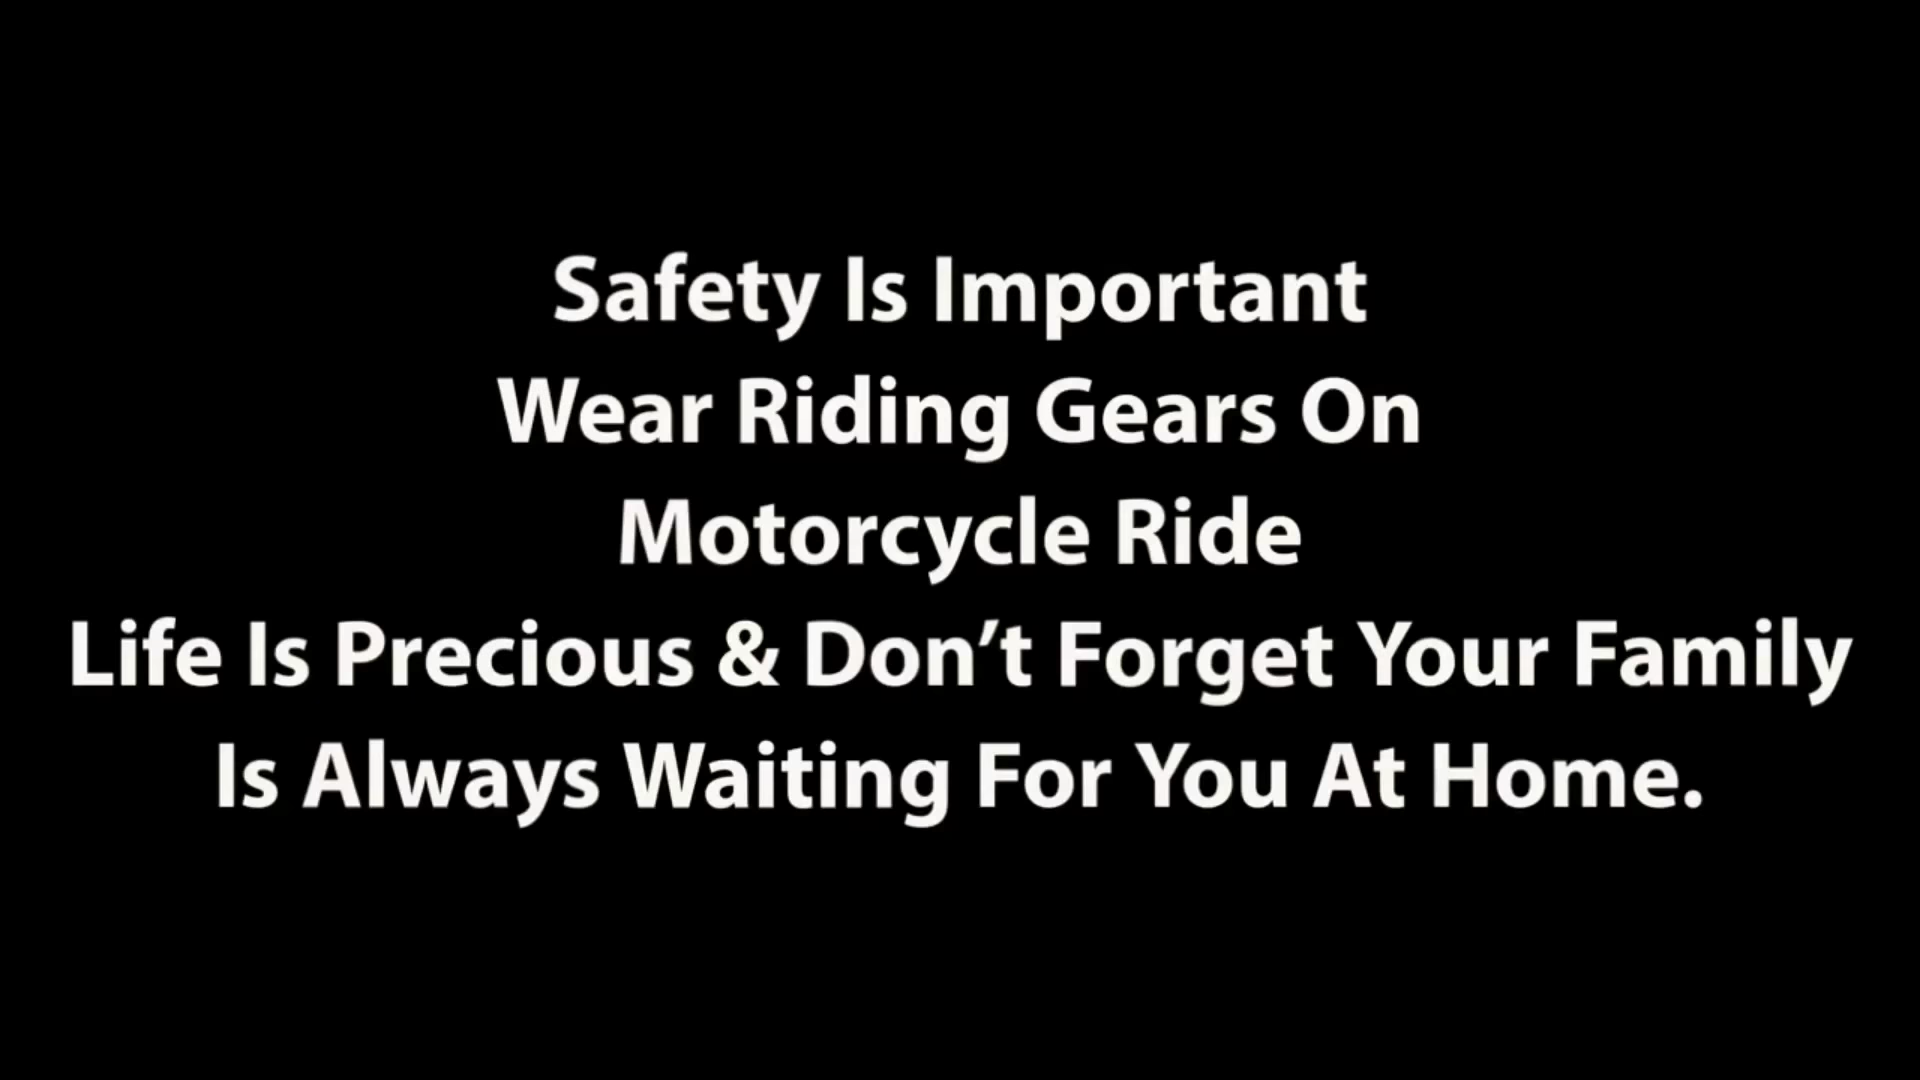 Safety Is Important
Wear Riding Gears On
Motorcycle Ride
Life Is Precious & Don’t Forget Your Family
Is Always Waiting For You At Home.